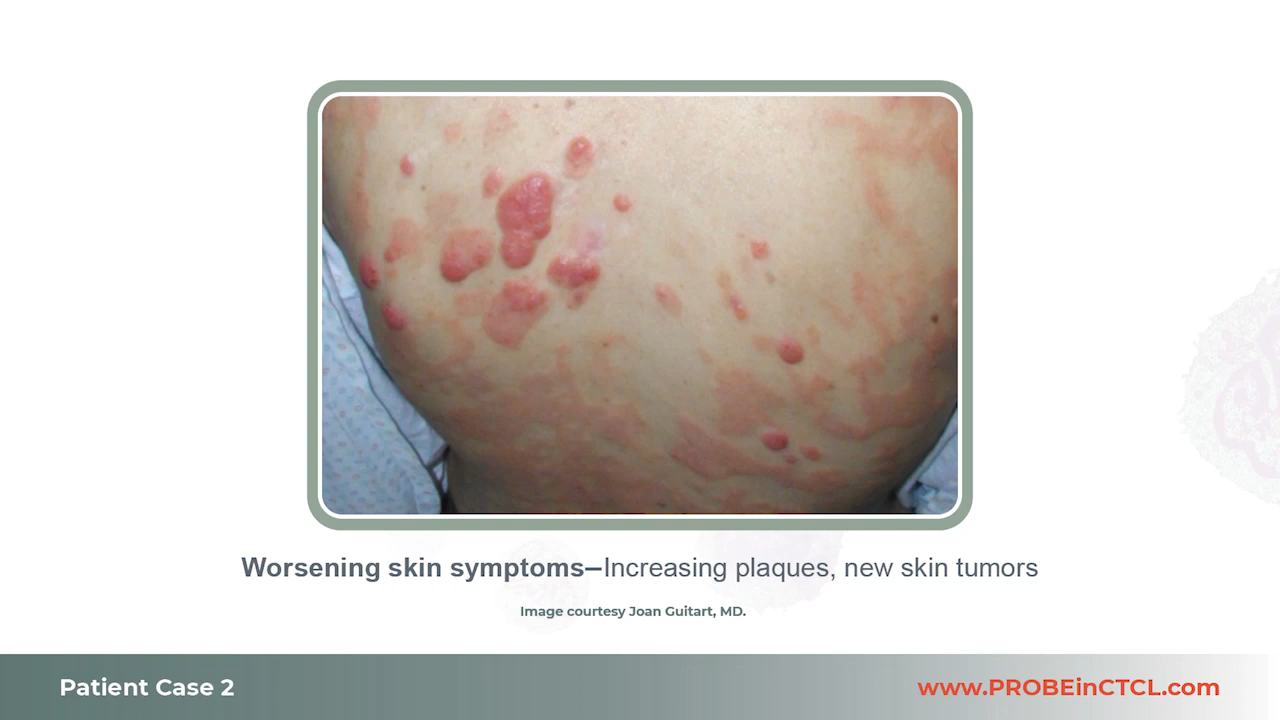 Worsening skin symptoms—Increasing plaques, new skin tumors
Image courtesy Joan Guitart, MD.
Patient Case 2
www.PROBEinCTCL.com